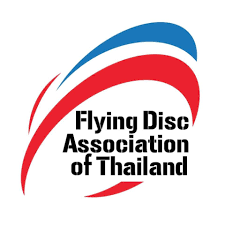 Flying Disc
Association
of Thailand